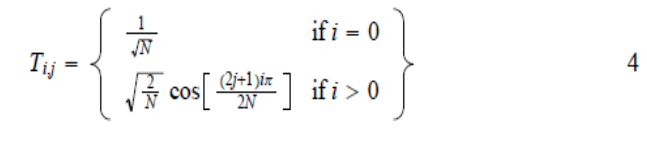 T_{i,j} = { 1/√N if i = 0
√(2/N) cos[ (2j+1)iπ / 2N ] if i > 0 } 4